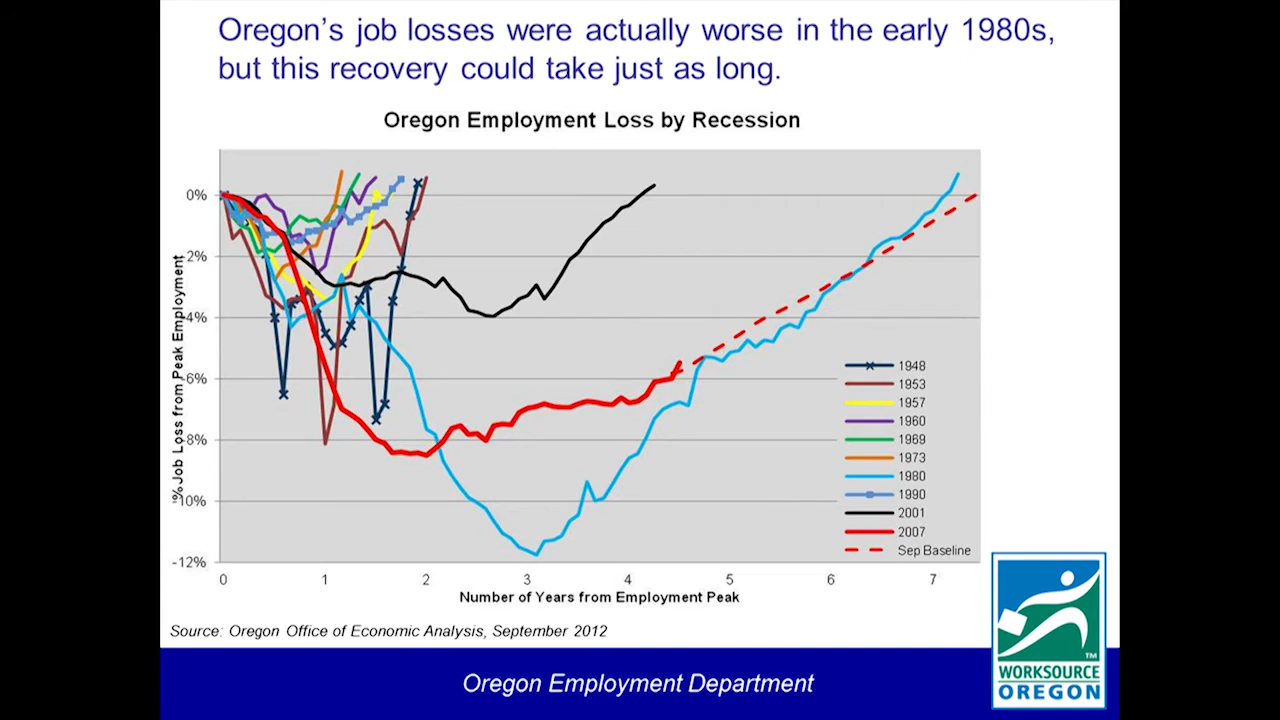 Oregon’s job losses were actually worse in the early 1980s,
but this recovery could take just as long.
Oregon Employment Loss by Recession
% Job Loss from Peak Employment
0%
-2%
-4%
-6%
-8%
-10%
-12%
0 1 2 3 4 5 6 7
Number of Years from Employment Peak
1948
1953
1957
1960
1969
1973
1980
1990
2001
2007
Sep Baseline
Source: Oregon Office of Economic Analysis, September 2012
Oregon Employment Department
TM
WORKSOURCE
OREGON